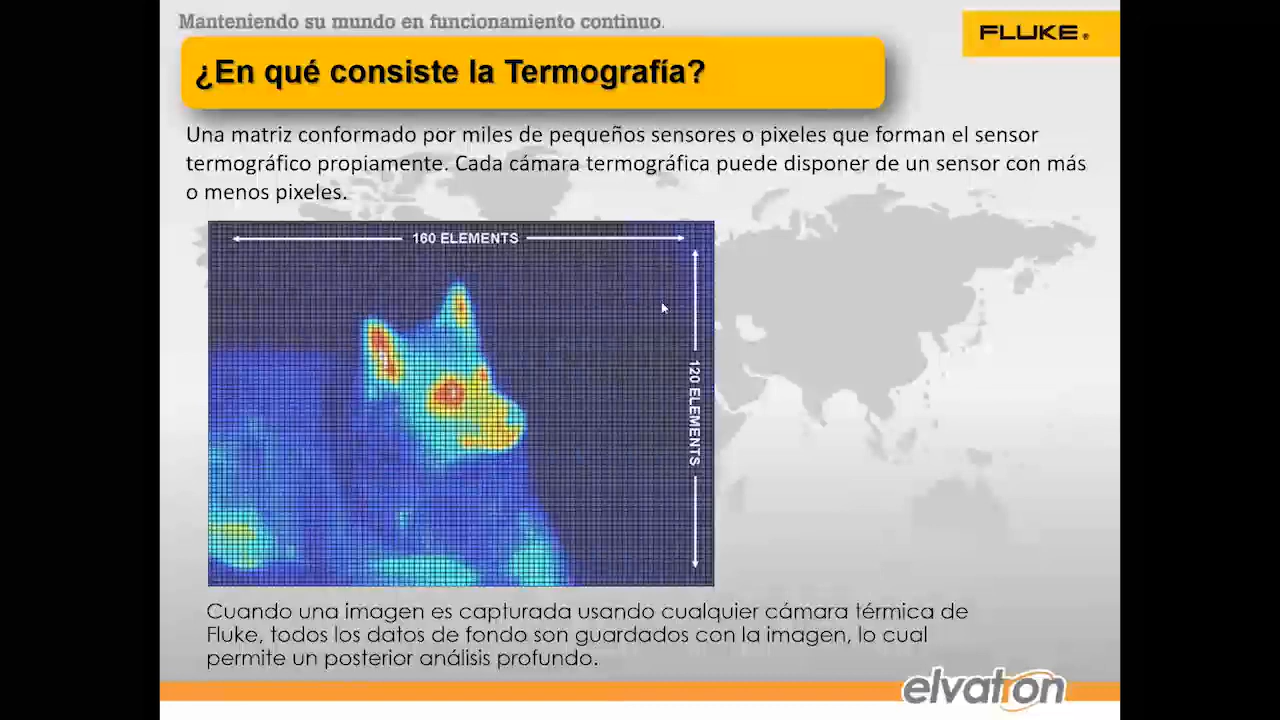 Manteniendo su mundo en funcionamiento continuo.
FLUKE®
¿En qué consiste la Termografía?
Una matriz conformado por miles de pequeños sensores o pixeles que forman el sensor
termográfico propiamente. Cada cámara termográfica puede disponer de un sensor con más
o menos pixeles.
160 ELEMENTS
120 ELEMENTS
Cuando una imagen es capturada usando cualquier cámara térmica de
Fluke, todos los datos de fondo son guardados con la imagen, lo cual
permite un posterior análisis profundo.
elvatron